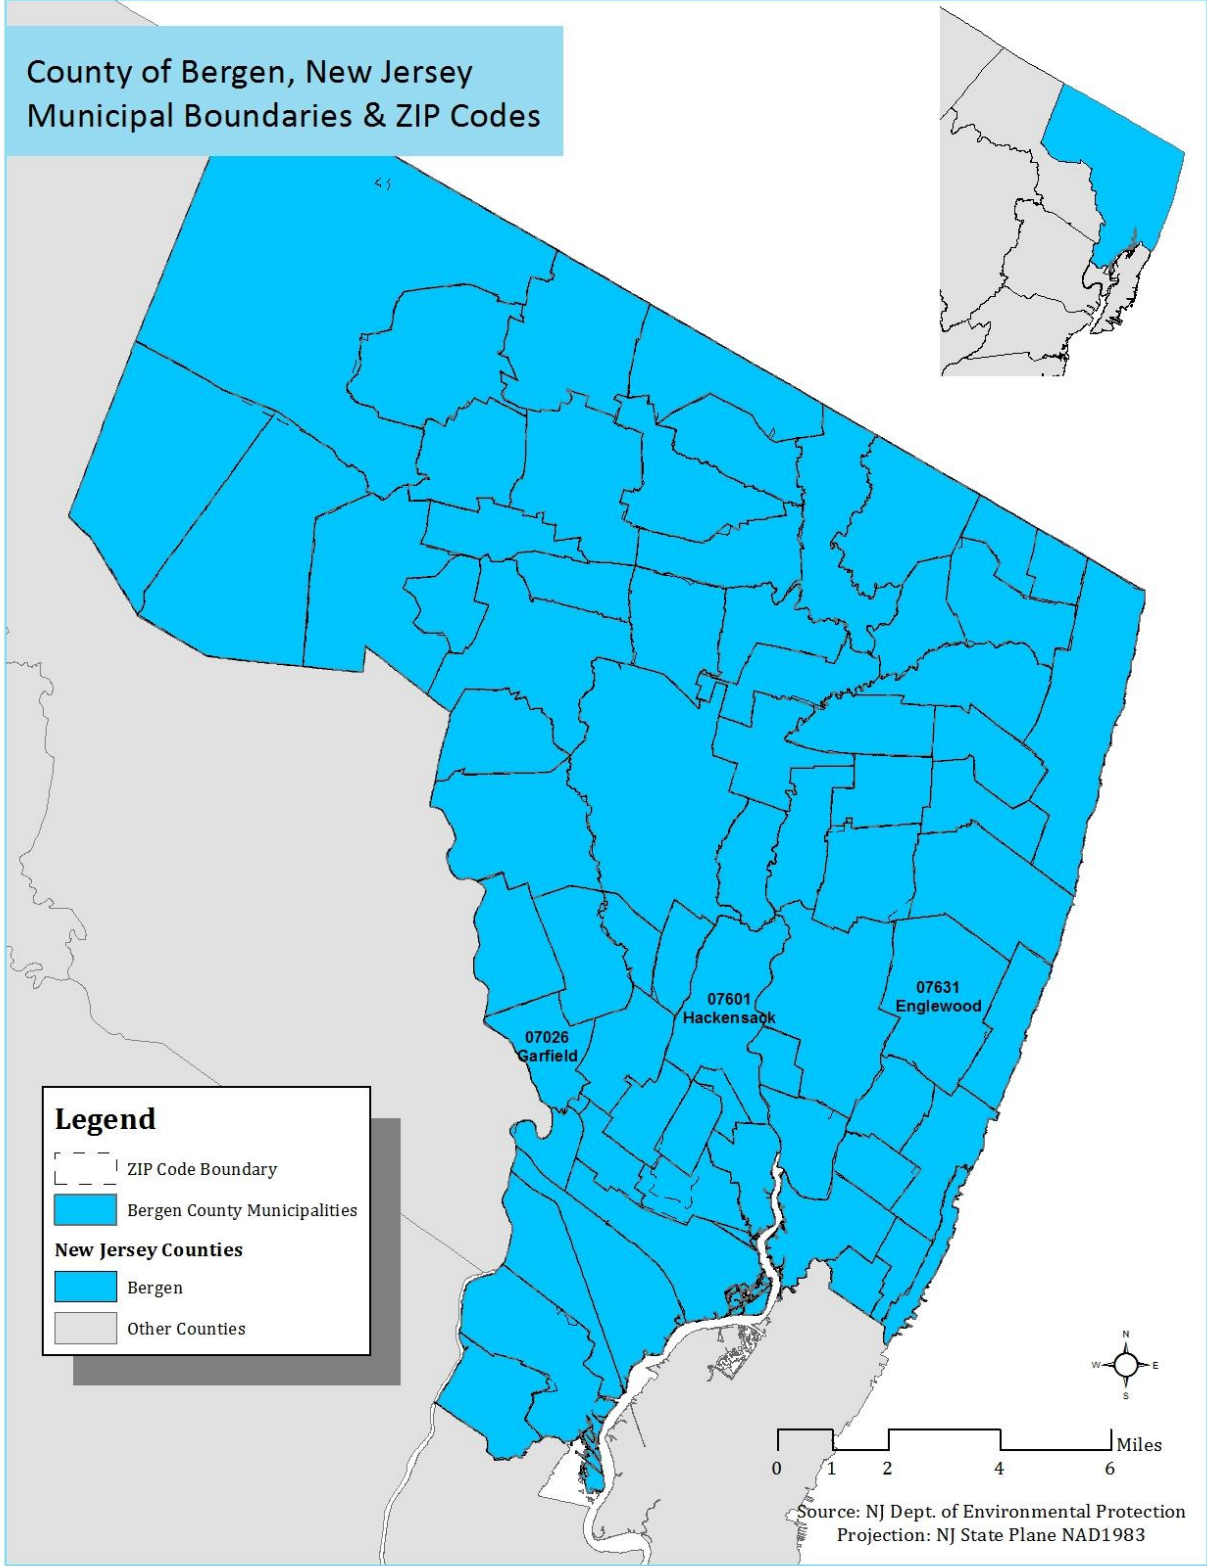 County of Bergen, New Jersey
Municipal Boundaries & ZIP Codes
07631
Englewood
07601
Hackensack
07026
Garfield
Legend
ZIP Code Boundary
Bergen County Municipalities
New Jersey Counties
Bergen
Other Counties
N
W E
S
Miles
0 1 2 4 6
Source: NJ Dept. of Environmental Protection
Projection: NJ State Plane NAD1983